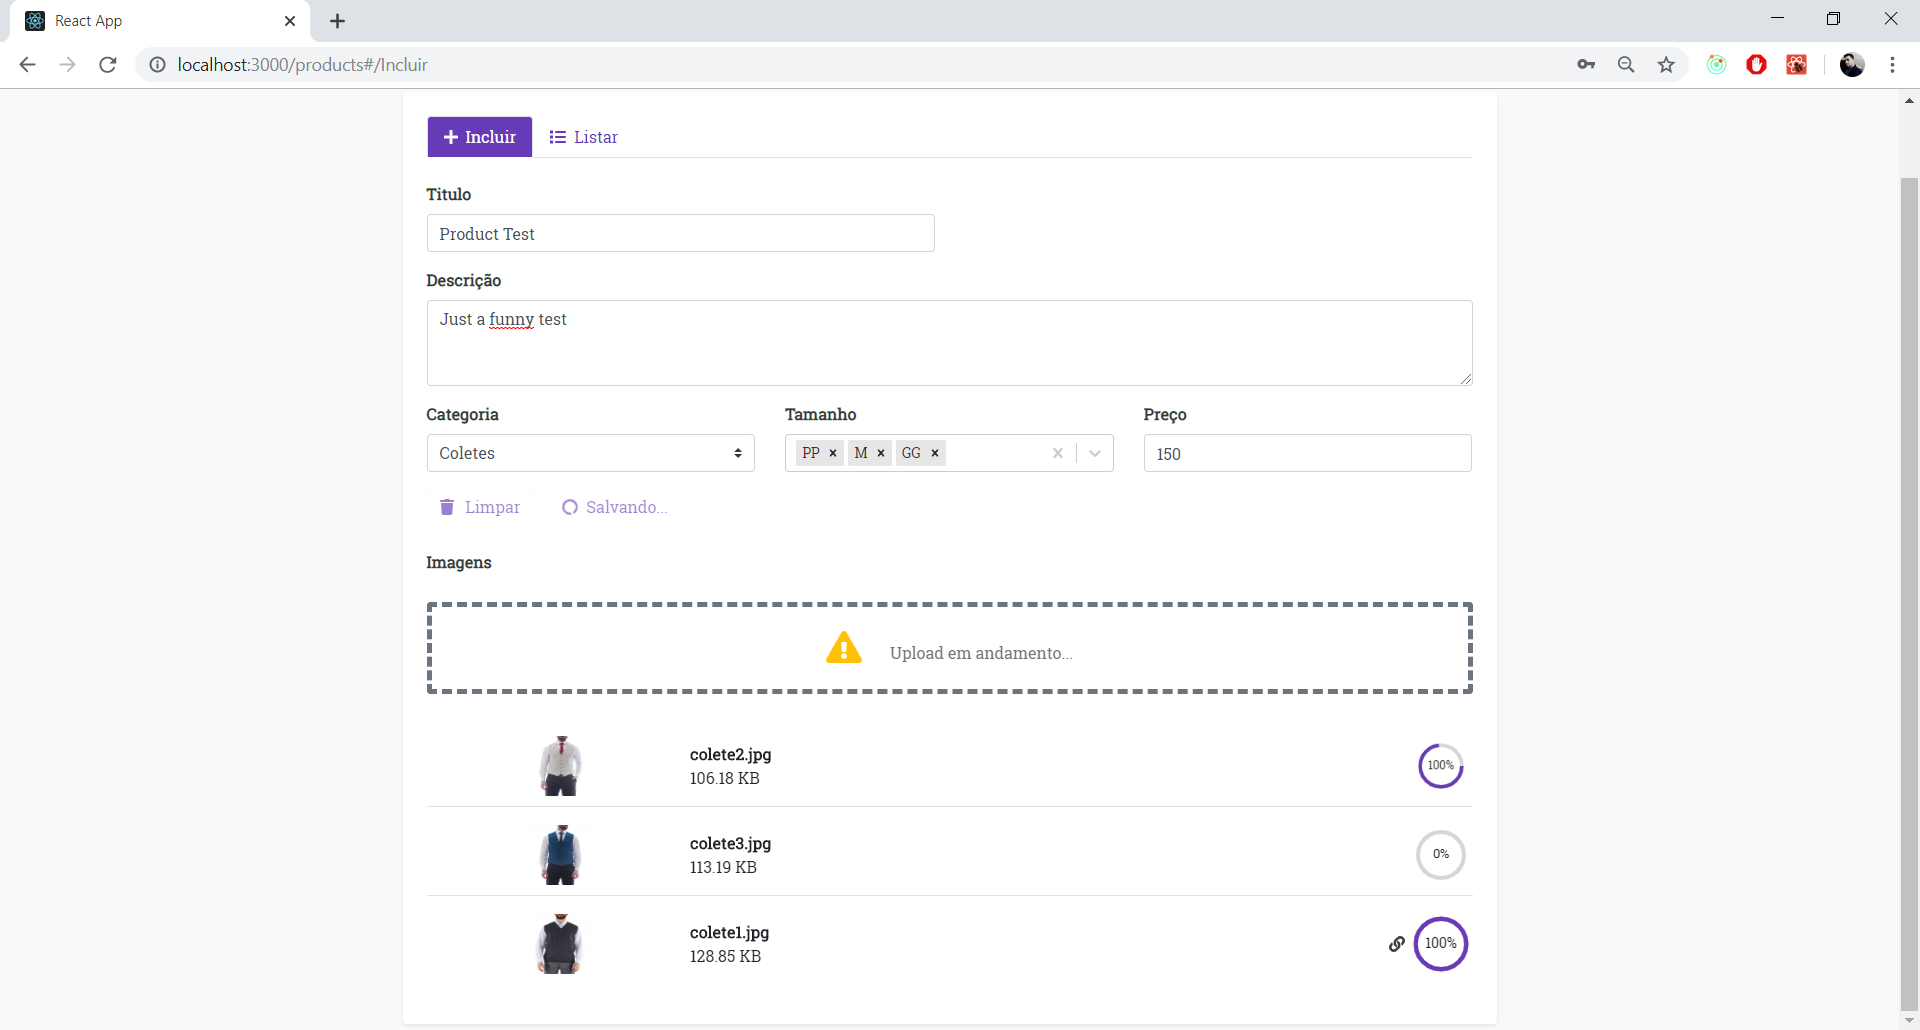 React App
localhost:3000/products#/Incluir
Incluir Listar
Titulo
Product Test
Descrição
Just a funny test
Categoria Tamanho Preço
Coletes PP M GG 150
Limpar Salvando...
Imagens
Upload em andamento...
colete2.jpg
106.18 KB
100%
colete3.jpg
113.19 KB
0%
colete1.jpg
128.85 KB
100%